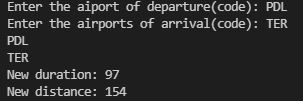 Enter the aiport of departure(code): PDL
Enter the airports of arrival(code): TER
PDL
TER
New duration: 97
New distance: 154